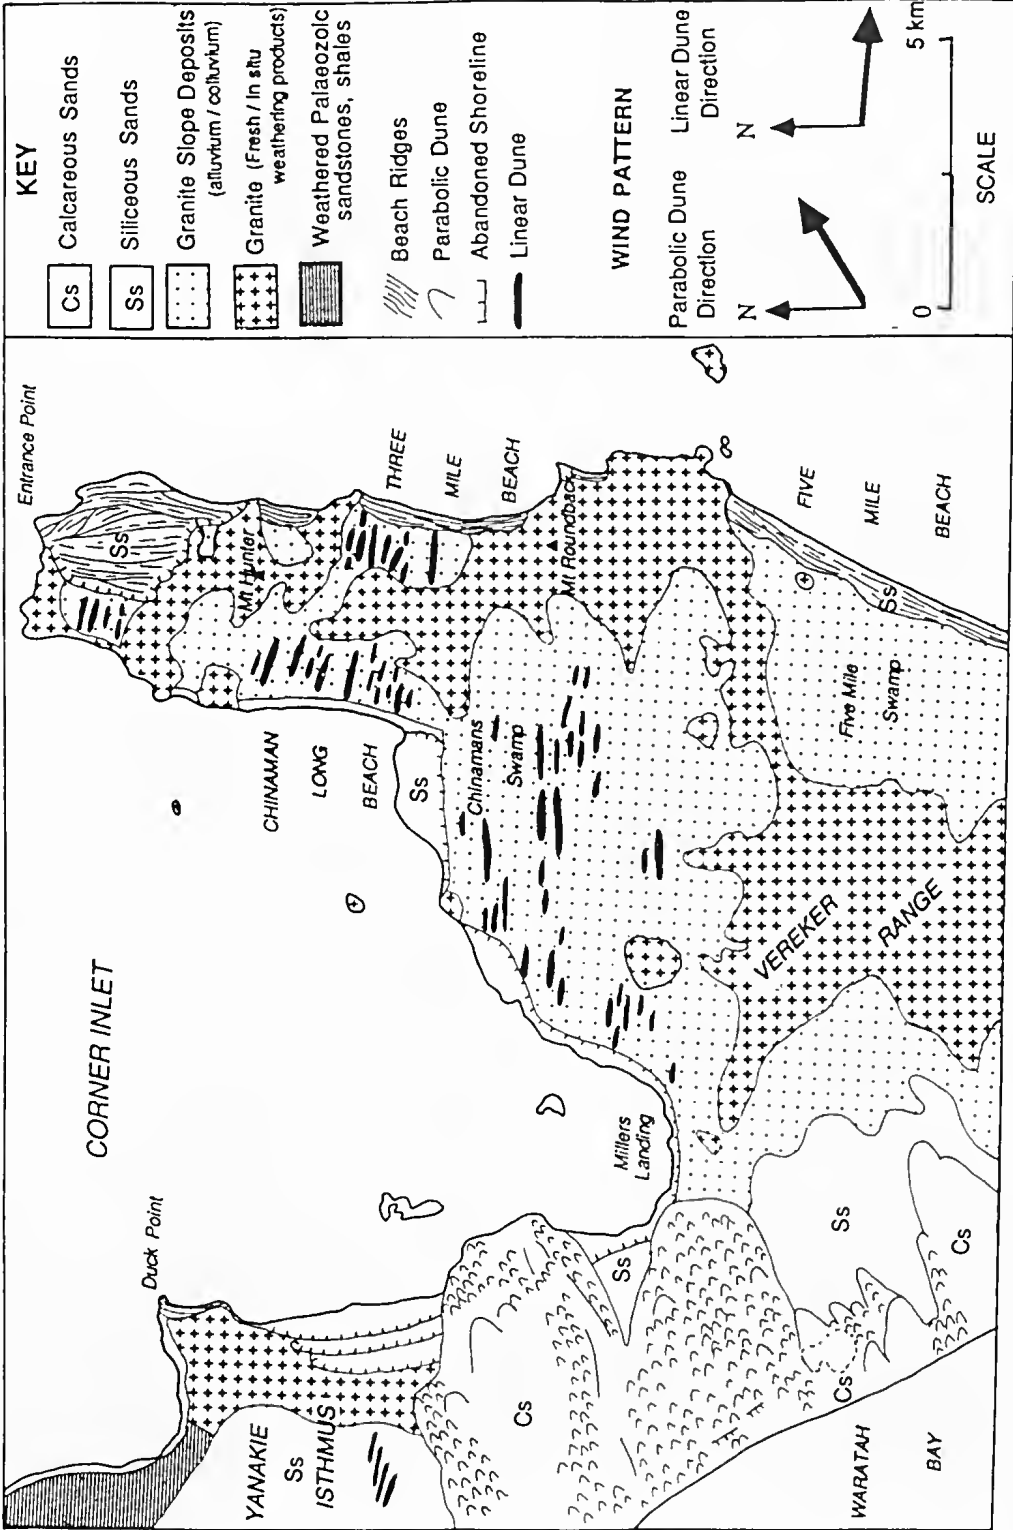 KEY
Cs Calcareous Sands
Ss Siliceous Sands
Granite Slope Deposits
(alluvium / colluvium)
Granite (Fresh / In situ
weathering products)
Weathered Palaeozoic
sandstones, shales
Beach Ridges
Parabolic Dune
Abandoned Shoreline
Linear Dune
WIND PATTERN
Parabolic Dune
Direction
N
Linear Dune
Direction
N
0
5 km
SCALE
CORNER INLET
Duck Point
Entrance Point
Ss
Mt Hunter
THREE
MILE
BEACH
Mt Roundback
CHINAMAN
LONG
BEACH
Ss
Chinamans
Swamp
FIVE
MILE
BEACH
Ss
Five Mile
Swamp
VEREKER
RANGE
Millers
Landing
YANAKIE
Ss
ISTHMUS
Cs
Ss
Ss
Cs
Cs
WARATAH
BAY